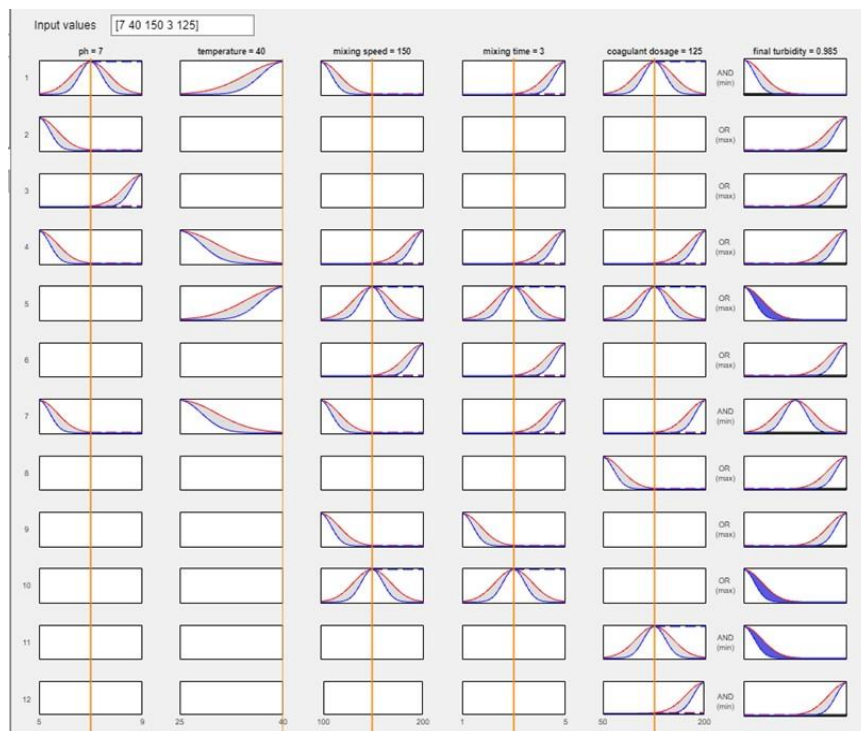 Input values [7 40 150 3 125]
ph = 7 temperature = 40 mixing speed = 150 mixing time = 3 coagulant dosage = 125 final turbidity = 0.985
1 AND
(min)
2 OR
(max)
3 OR
(max)
4 OR
(max)
5 OR
(max)
6 OR
(max)
7 AND
(min)
8 OR
(max)
9 OR
(max)
10 OR
(max)
11 AND
(min)
12 AND
(min)
5 9 25 40 100 200 1 5 50 200